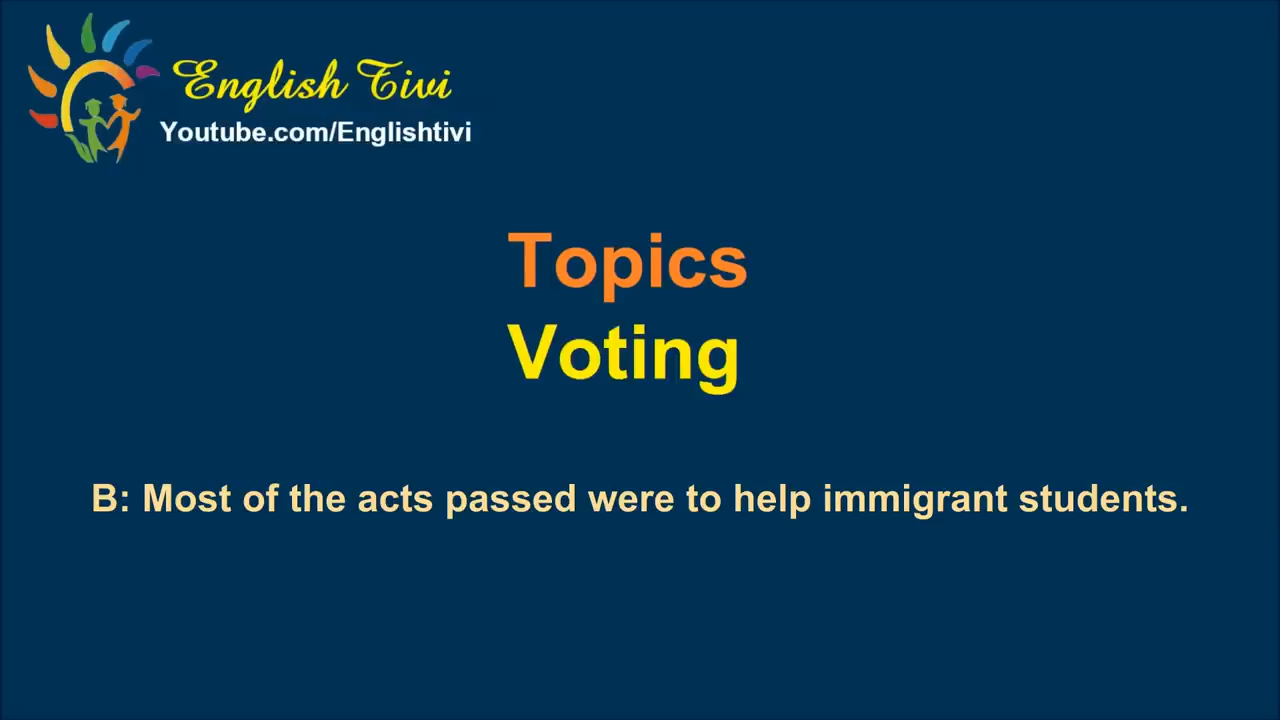 English Tivi
Youtube.com/Englishtivi
Topics
Voting
B: Most of the acts passed were to help immigrant students.